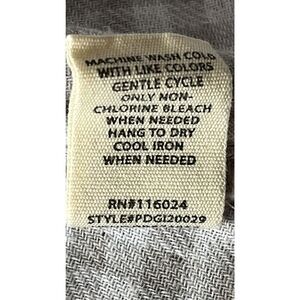 MACHINE WASH COLD
WITH LIKE COLORS
GENTLE CYCLE
ONLY NON-
CHLORINE BLEACH
WHEN NEEDED
HANG TO DRY
COOL IRON
WHEN NEEDED
RN#116024
STYLE#PDGI20029